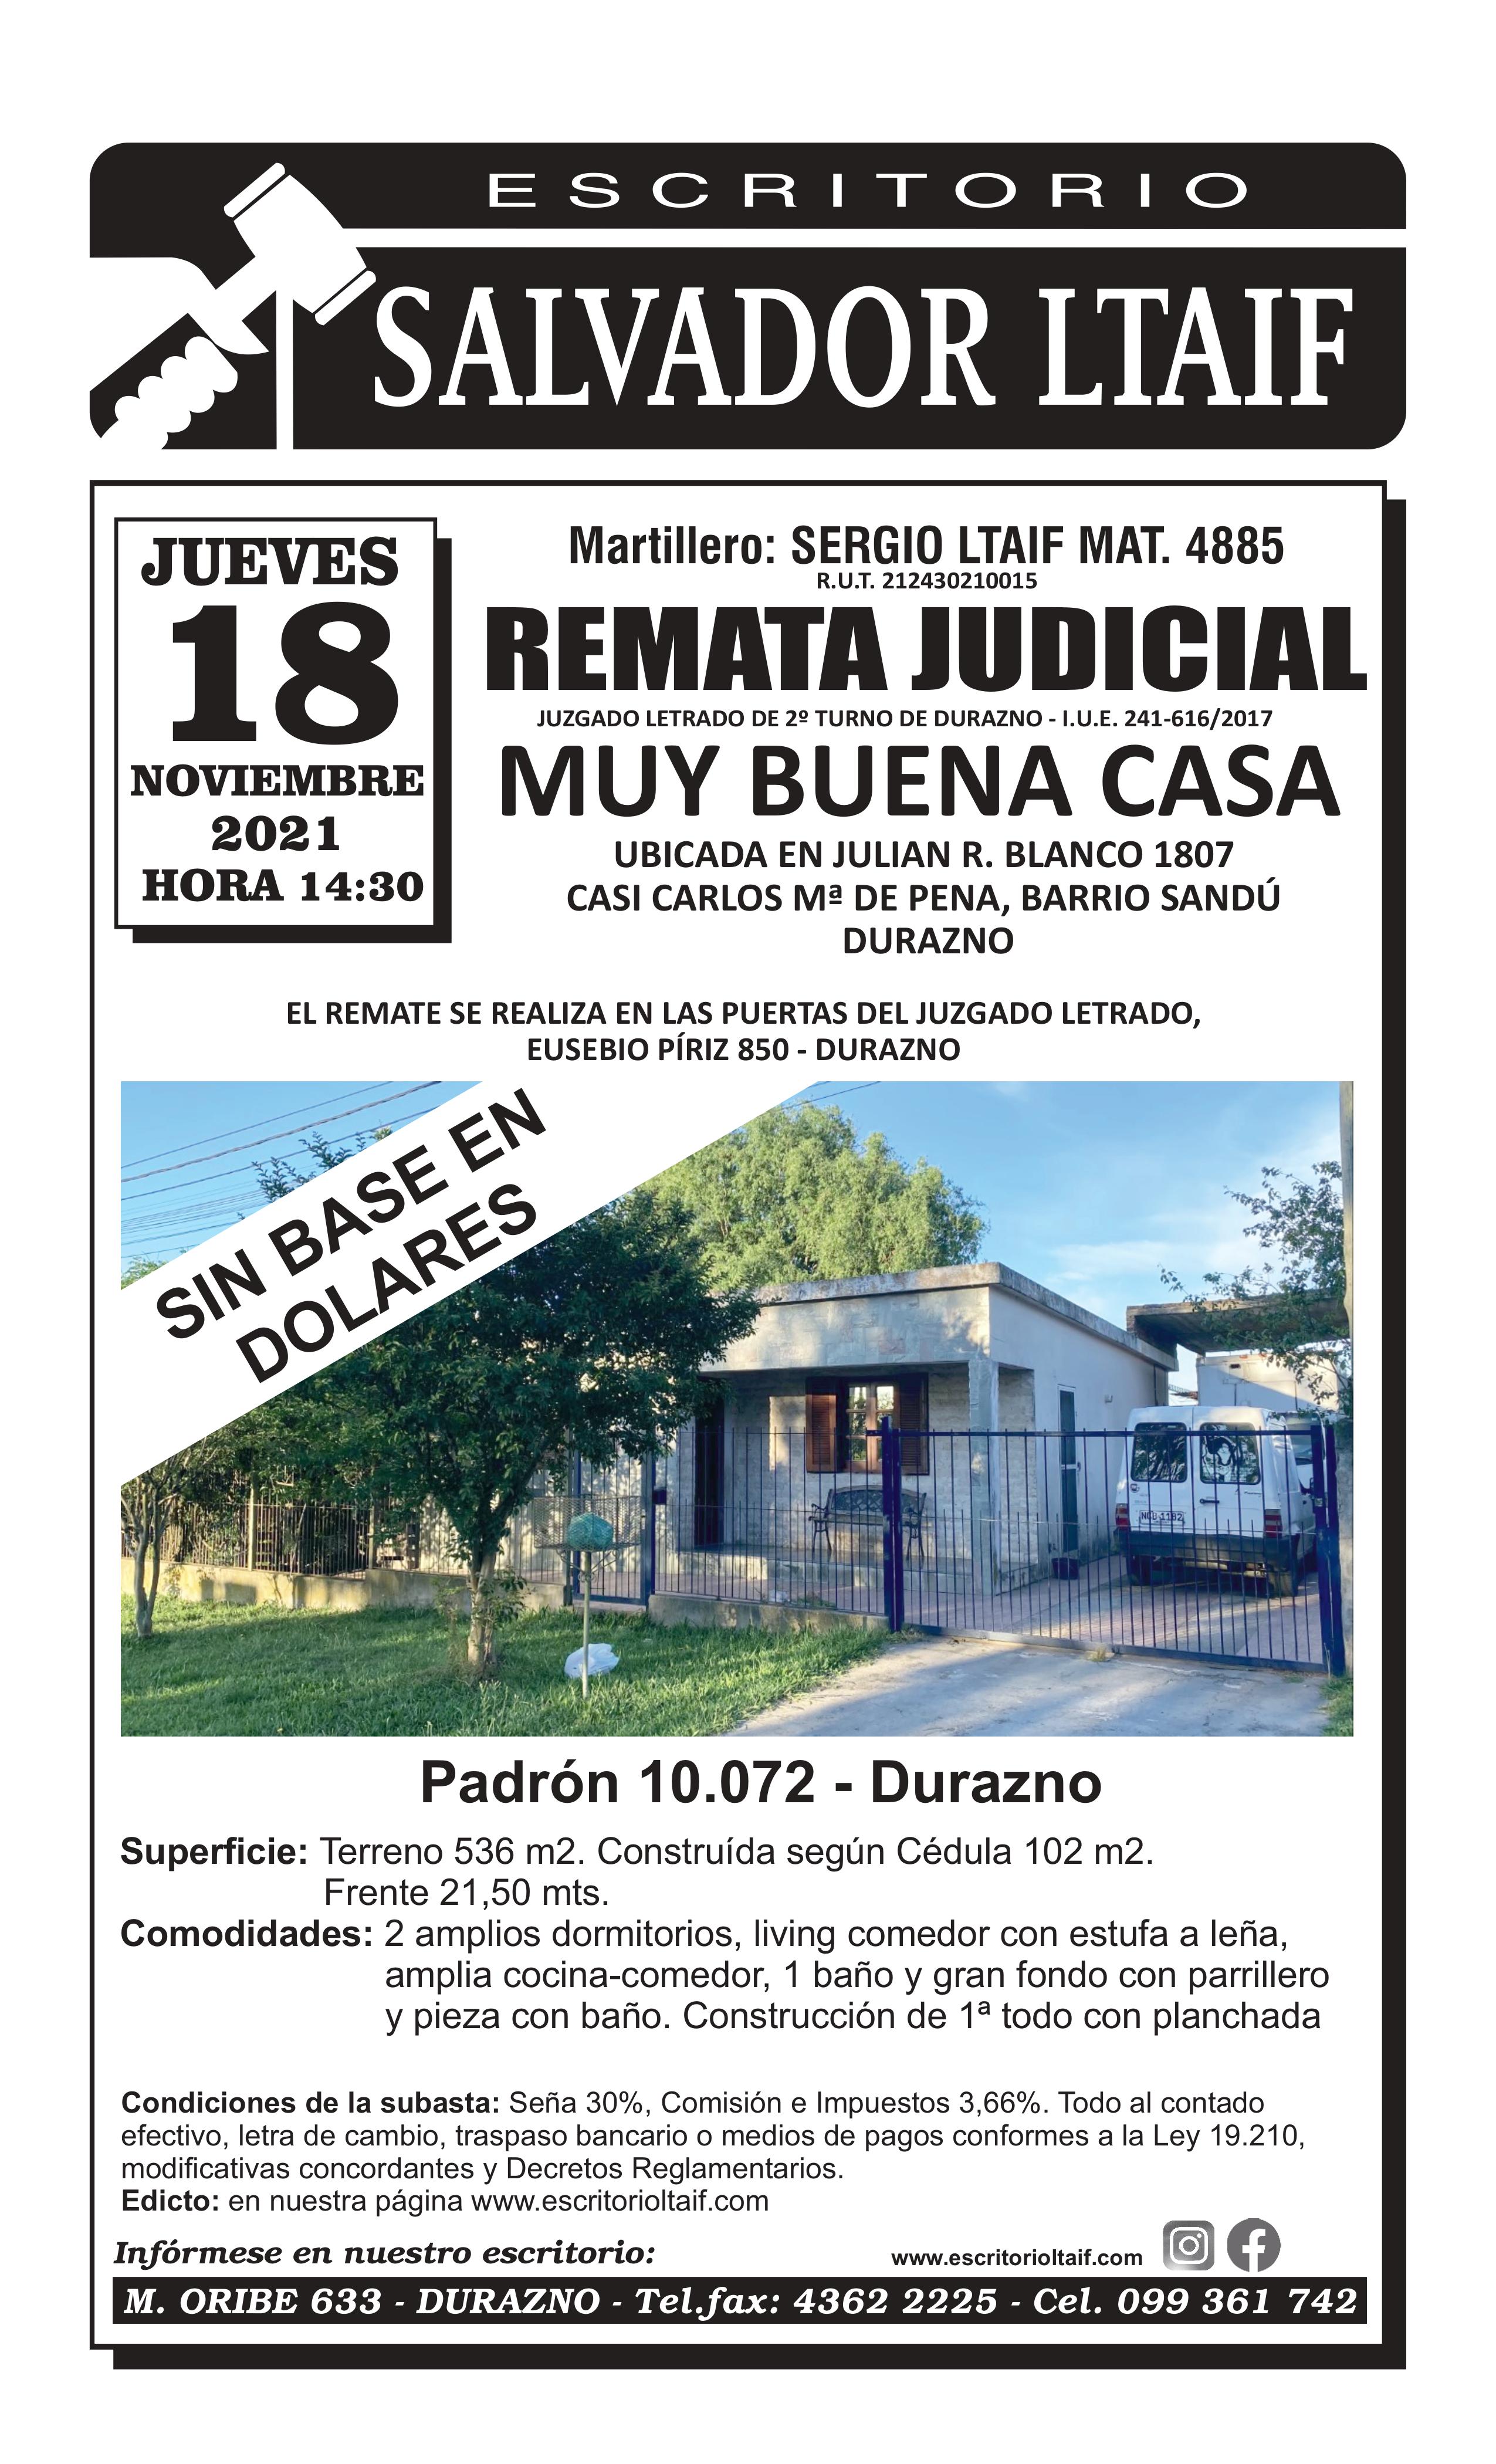 ESCRITORIO
SALVADOR LTAIF
JUEVES
18
NOVIEMBRE
2021
HORA 14:30
Martillero: SERGIO LTAIF MAT. 4885
R.U.T. 212430210015
REMATA JUDICIAL
JUZGADO LETRADO DE 2º TURNO DE DURAZNO - I.U.E. 241-616/2017
MUY BUENA CASA
UBICADA EN JULIAN R. BLANCO 1807
CASI CARLOS Mª DE PENA, BARRIO SANDÚ
DURAZNO
EL REMATE SE REALIZA EN LAS PUERTAS DEL JUZGADO LETRADO,
EUSEBIO PÍRIZ 850 - DURAZNO
SIN BASE EN
DOLARES
Padrón 10.072 - Durazno
Superficie: Terreno 536 m2. Construída según Cédula 102 m2.
Frente 21,50 mts.
Comodidades: 2 amplios dormitorios, living comedor con estufa a leña,
amplia cocina-comedor, 1 baño y gran fondo con parrillero
y pieza con baño. Construcción de 1ª todo con planchada
Condiciones de la subasta: Seña 30%, Comisión e Impuestos 3,66%. Todo al contado
efectivo, letra de cambio, traspaso bancario o medios de pagos conformes a la Ley 19.210,
modificativas concordantes y Decretos Reglamentarios.
Edicto: en nuestra página www.escritorioltaif.com
Infórmese en nuestro escritorio:
www.escritorioltaif.com
M. ORIBE 633 - DURAZNO - Tel.fax: 4362 2225 - Cel. 099 361 742